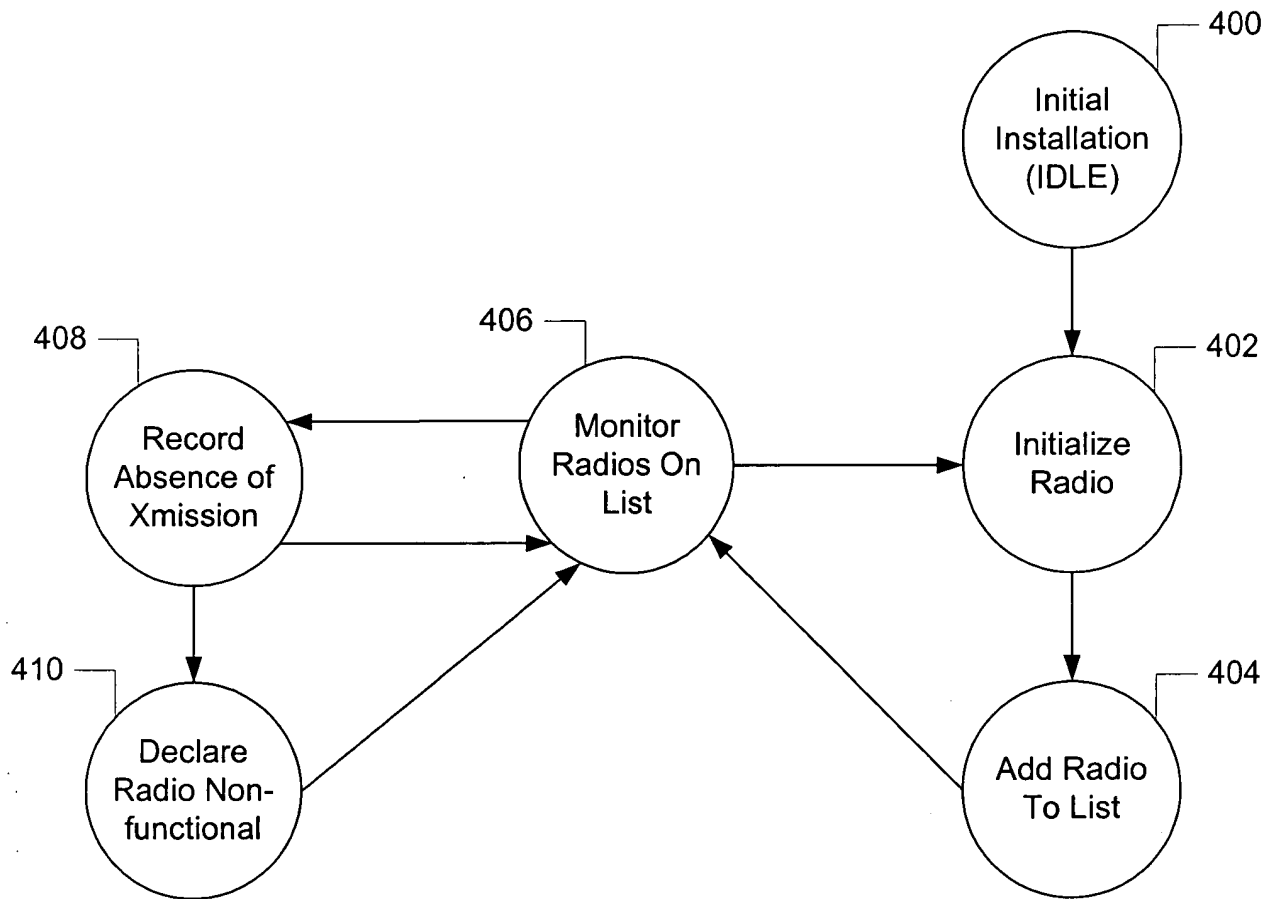 400
Initial
Installation
(IDLE)
406
408
402
Record
Absence of
Xmission
Monitor
Radios On
List
Initialize
Radio
410
404
Declare
Radio Non-
functional
Add Radio
To List